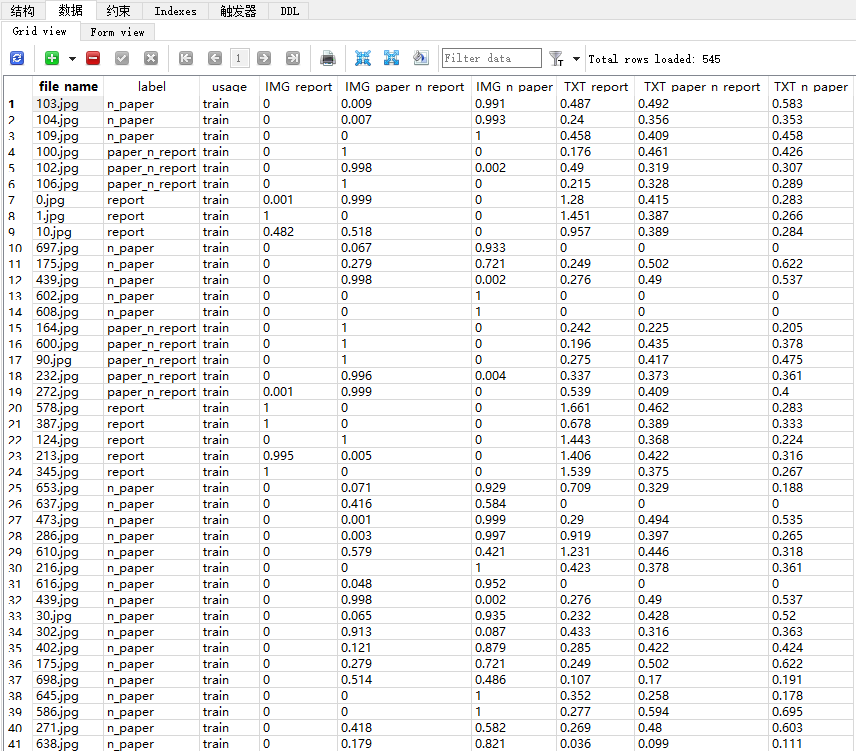 结构 数据 约束 Indexes 触发器 DDL
Grid view Form view
1 Filter data Total rows loaded: 545
file_name label usage IMG_report IMG_paper_n_report IMG_n_paper TXT_report TXT_paper_n_report TXT_n_paper
1 103.jpg n_paper train 0 0.009 0.991 0.487 0.492 0.583
2 104.jpg n_paper train 0 0.007 0.993 0.24 0.356 0.353
3 109.jpg n_paper train 0 0 1 0.458 0.409 0.458
4 100.jpg paper_n_report train 0 1 0 0.176 0.461 0.426
5 102.jpg paper_n_report train 0 0.998 0.002 0.49 0.319 0.307
6 106.jpg paper_n_report train 0 1 0 0.215 0.328 0.289
7 0.jpg report train 0.001 0.999 0 1.28 0.415 0.283
8 1.jpg report train 1 0 0 1.451 0.387 0.266
9 10.jpg report train 0.482 0.518 0 0.957 0.389 0.284
10 697.jpg n_paper train 0 0.067 0.933 0 0 0
11 175.jpg n_paper train 0 0.279 0.721 0.249 0.502 0.622
12 439.jpg n_paper train 0 0.998 0.002 0.276 0.49 0.537
13 602.jpg n_paper train 0 0 1 0 0 0
14 608.jpg n_paper train 0 0 1 0 0 0
15 164.jpg paper_n_report train 0 1 0 0.242 0.225 0.205
16 600.jpg paper_n_report train 0 1 0 0.196 0.435 0.378
17 90.jpg paper_n_report train 0 1 0 0.275 0.417 0.475
18 232.jpg paper_n_report train 0 0.996 0.004 0.337 0.373 0.361
19 272.jpg paper_n_report train 0.001 0.999 0 0.539 0.409 0.4
20 578.jpg report train 1 0 0 1.661 0.462 0.283
21 387.jpg report train 1 0 0 0.678 0.389 0.333
22 124.jpg report train 0 1 0 1.443 0.368 0.224
23 213.jpg report train 0.995 0.005 0 1.406 0.422 0.316
24 345.jpg report train 1 0 0 1.539 0.375 0.267
25 653.jpg n_paper train 0 0.071 0.929 0.709 0.329 0.188
26 637.jpg n_paper train 0 0.416 0.584 0 0 0
27 473.jpg n_paper train 0 0.001 0.999 0.29 0.494 0.535
28 286.jpg n_paper train 0 0.003 0.997 0.919 0.397 0.265
29 610.jpg n_paper train 0 0.579 0.421 1.231 0.446 0.318
30 216.jpg n_paper train 0 0 1 0.423 0.378 0.361
31 616.jpg n_paper train 0 0.048 0.952 0 0 0
32 439.jpg n_paper train 0 0.998 0.002 0.276 0.49 0.537
33 30.jpg n_paper train 0 0.065 0.935 0.232 0.428 0.52
34 302.jpg n_paper train 0 0.913 0.087 0.433 0.316 0.363
35 402.jpg n_paper train 0 0.121 0.879 0.285 0.422 0.424
36 175.jpg n_paper train 0 0.279 0.721 0.249 0.502 0.622
37 698.jpg n_paper train 0 0.514 0.486 0.107 0.17 0.191
38 645.jpg n_paper train 0 0 1 0.352 0.258 0.178
39 586.jpg n_paper train 0 0 1 0.277 0.594 0.695
40 271.jpg n_paper train 0 0.418 0.582 0.269 0.48 0.603
41 638.jpg n_paper train 0 0.179 0.821 0.036 0.099 0.111